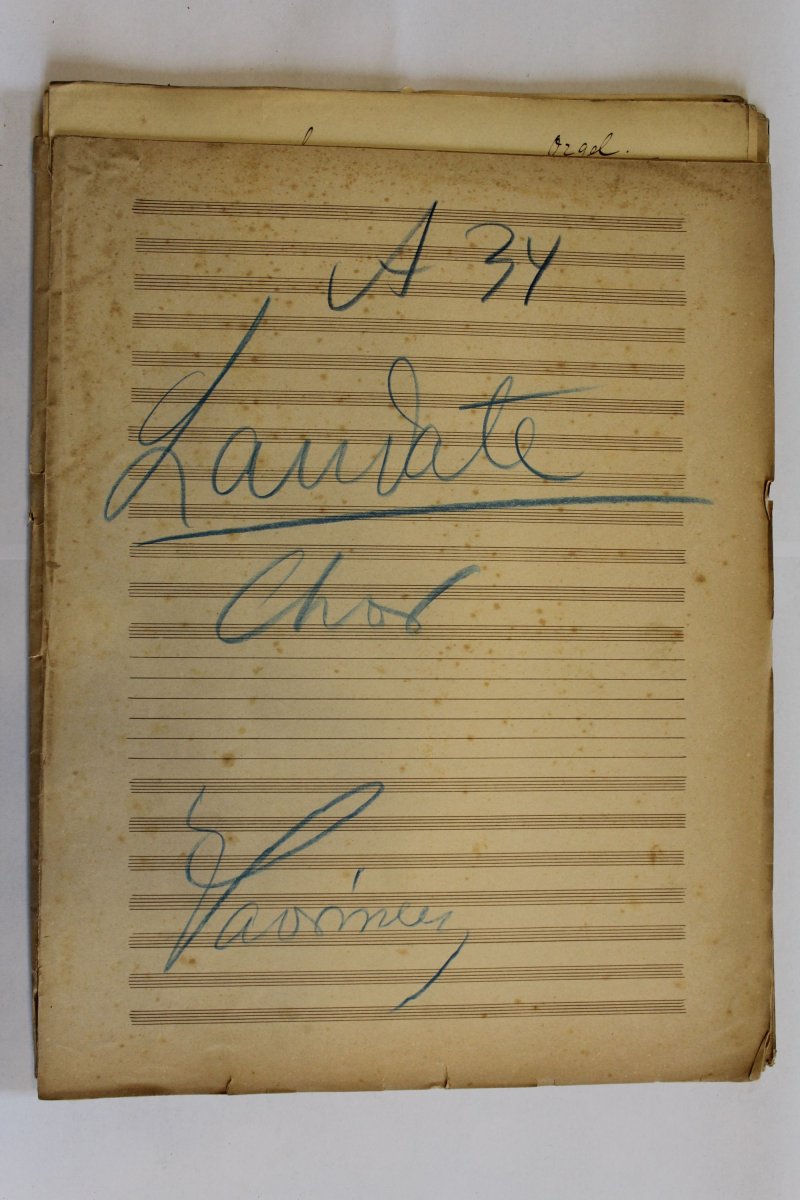 Orgel.
A 34
Laudate
Chor